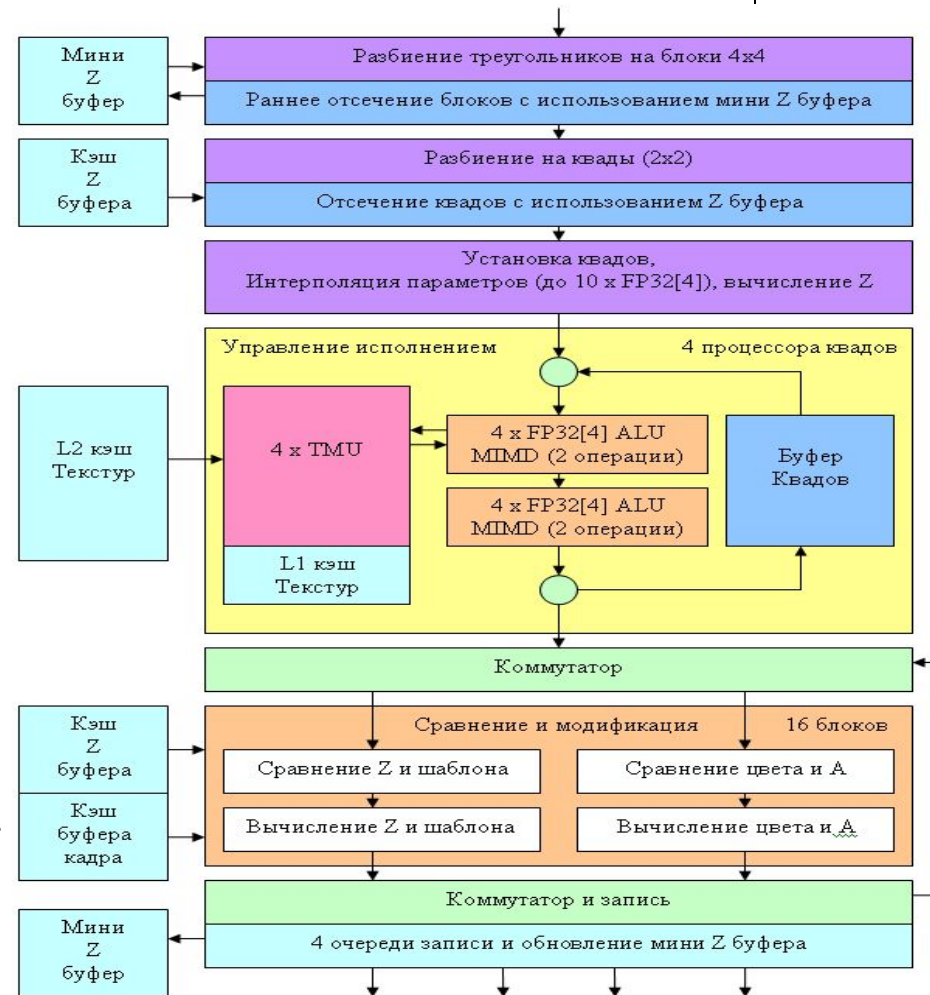 Мини
Z
буфер
Разбиение треугольников на блоки 4x4
Раннее отсечение блоков с использованием мини Z буфера
Кэш
Z
буфера
Разбиение на квады (2x2)
Отсечение квадов с использованием Z буфера
Установка квадов,
Интерполяция параметров (до 10 x FP32[4]), вычисление Z
Управление исполнением
4 процессора квадов
L2 кэш
Текстур
4 x TMU
L1 кэш
Текстур
4 x FP32[4] ALU
MIMD (2 операции)
4 x FP32[4] ALU
MIMD (2 операции)
Буфер
Квадов
Коммутатор
Кэш
Z
буфера
Кэш
буфера
кадра
Сравнение и модификация
16 блоков
Сравнение Z и шаблона
Сравнение цвета и А
Вычисление Z и шаблона
Вычисление цвета и А
Коммутатор и запись
4 очереди записи и обновление мини Z буфера
Мини
Z
буфер